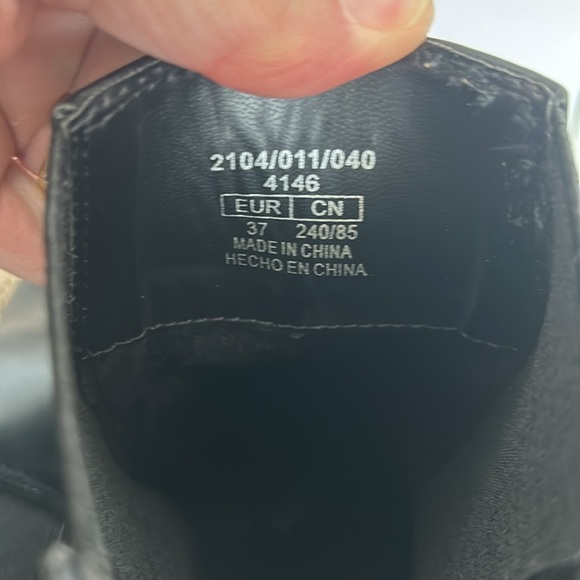 2104/011/040
4146
EUR CN
37 240/85
MADE IN CHINA
HECHO EN CHINA